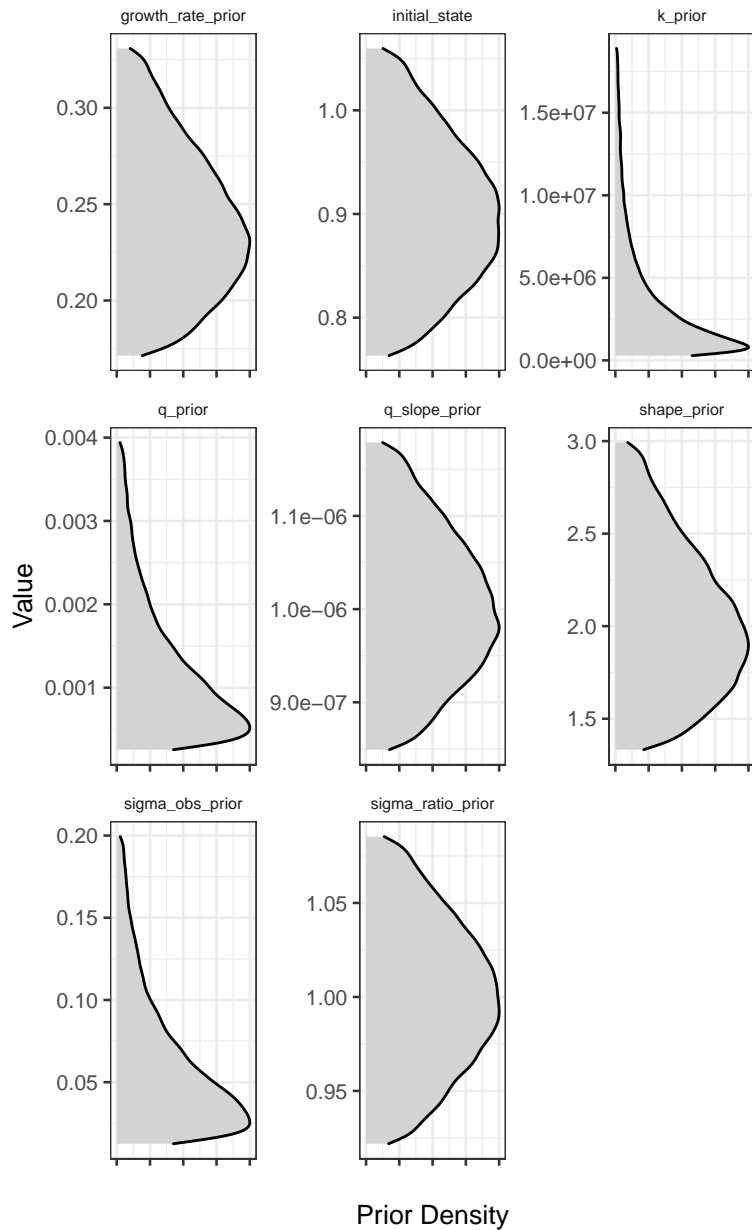 growth_rate_prior
initial_state
k_prior
0.30
0.25
0.20
1.0
0.9
0.8
1.5e+07
1.0e+07
5.0e+06
0.0e+00
q_prior
q_slope_prior
shape_prior
0.004
0.003
0.002
0.001
1.1e−06
1.0e−06
9.0e−07
3.0
2.5
2.0
1.5
Value
sigma_obs_prior
sigma_ratio_prior
0.20
0.15
0.10
0.05
1.05
1.00
0.95
Prior Density